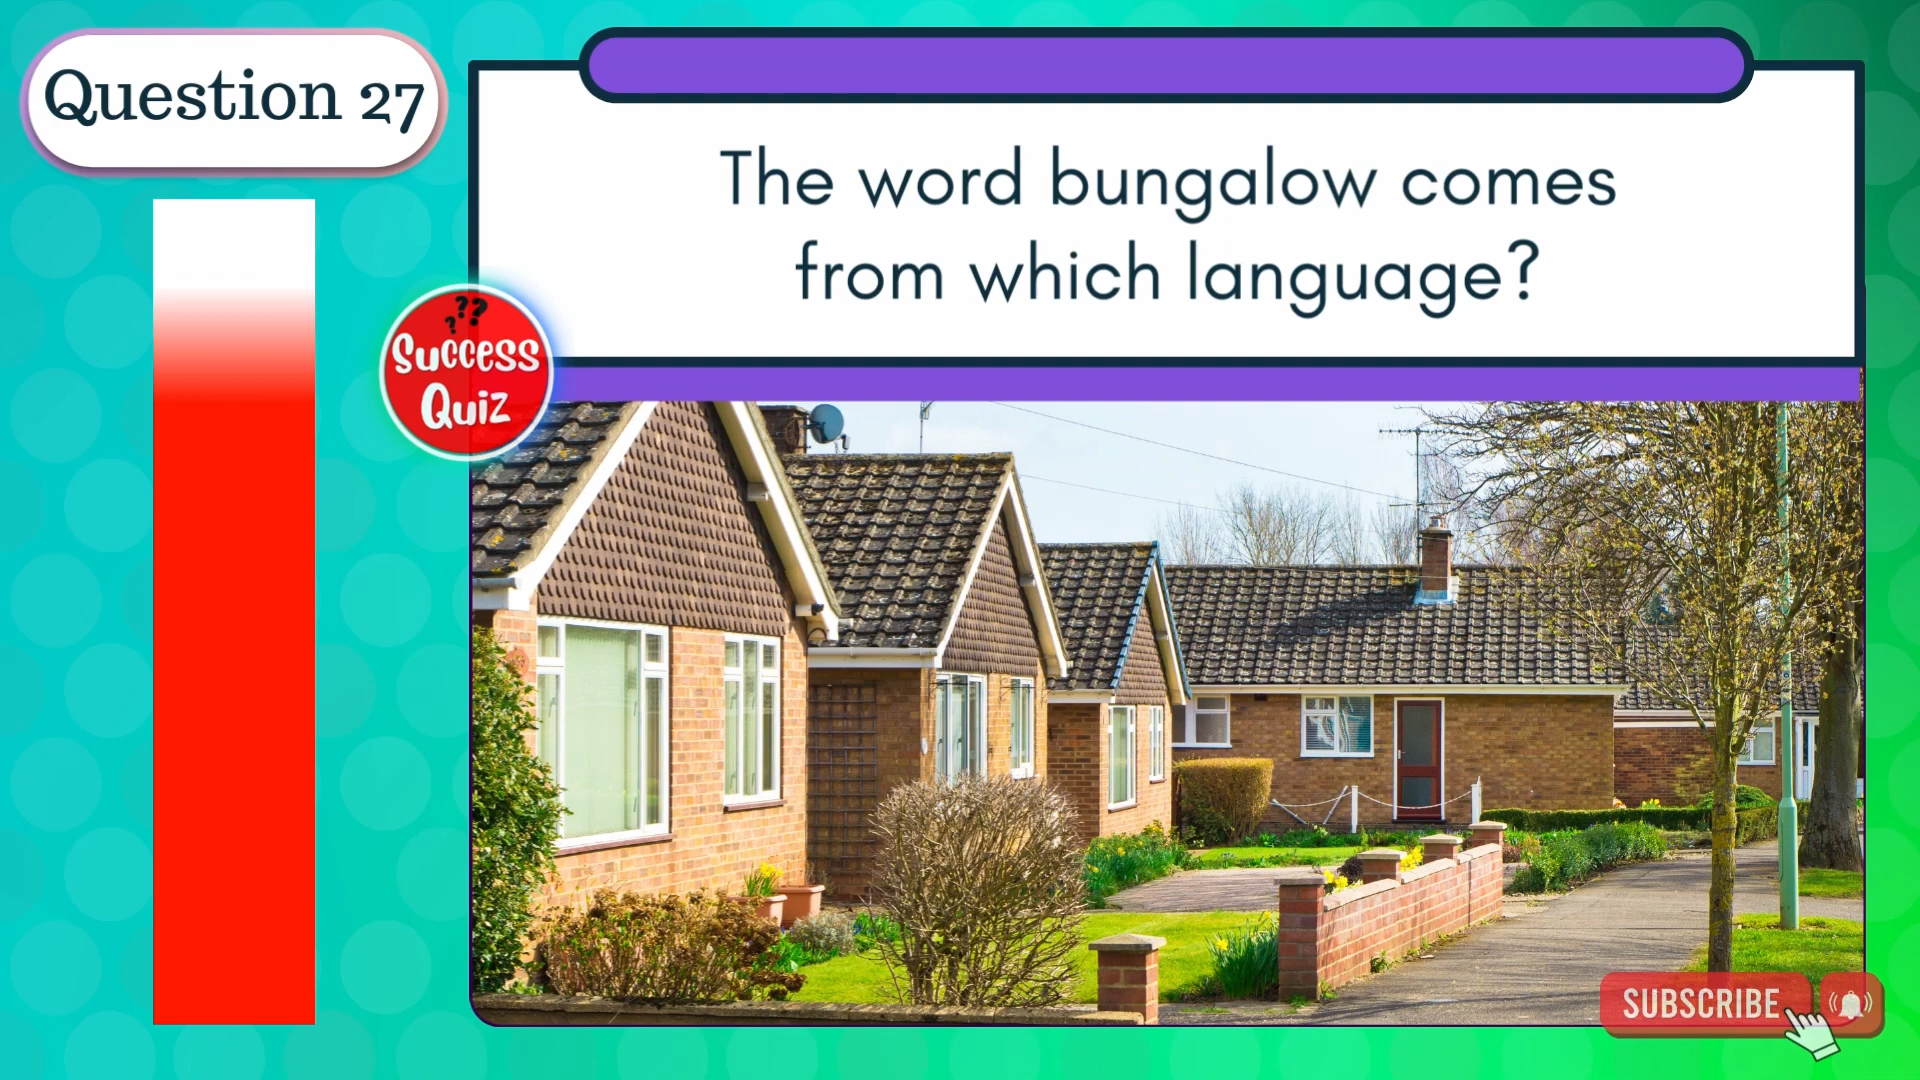 Question 27
The word bungalow comes
from which language?
??
?
Success
Quiz
SUBSCRIBE